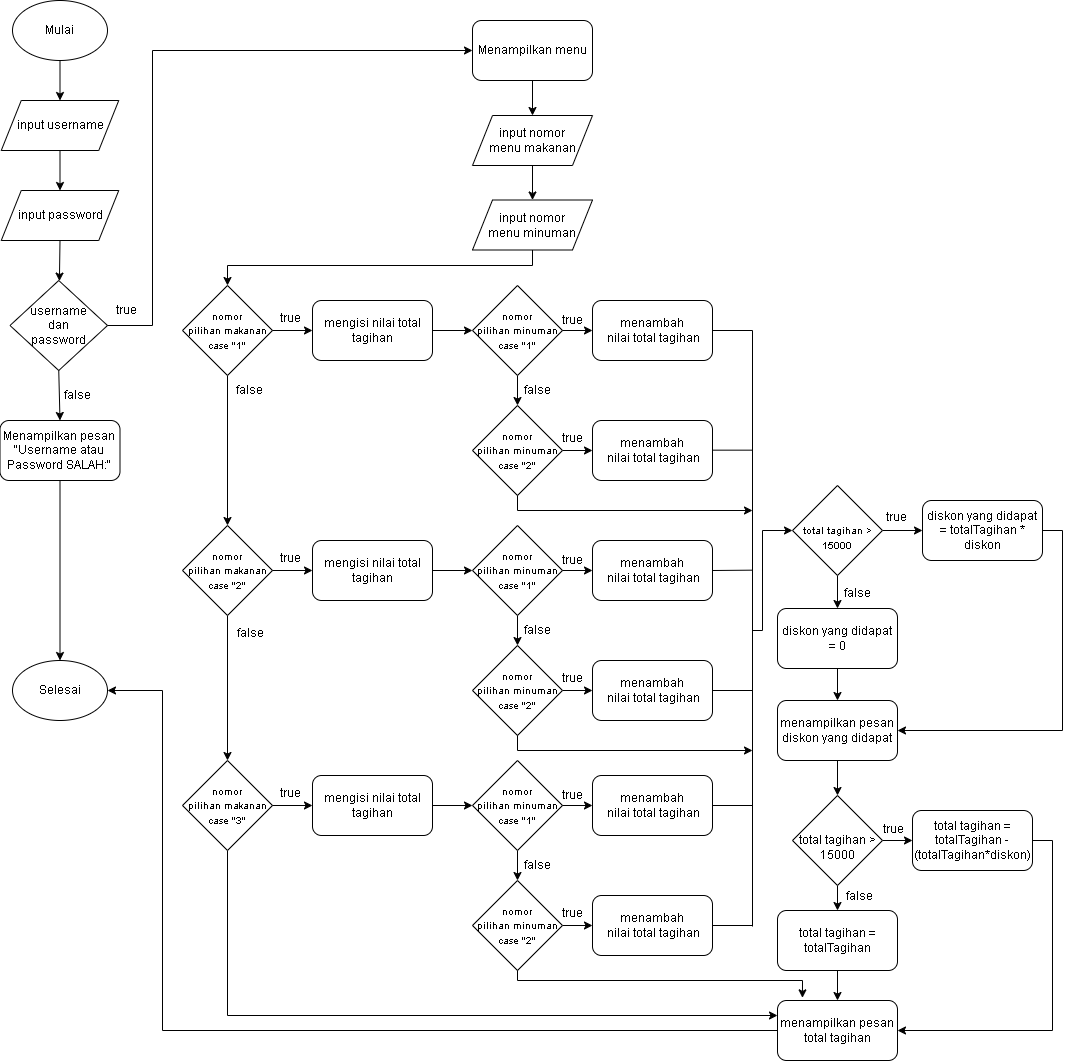 Mulai
input username
input password
username
dan
password
true
false
Menampilkan pesan
"Username atau
Password SALAH:"
Selesai
Menampilkan menu
input nomor
menu makanan
input nomor
menu minuman
nomor
pilihan makanan
case "1"
true
mengisi nilai total
tagihan
nomor
pilihan minuman
case "1"
true
menambah
nilai total tagihan
false
false
nomor
pilihan minuman
case "2"
true
menambah
nilai total tagihan
nomor
pilihan makanan
case "2"
true
mengisi nilai total
tagihan
nomor
pilihan minuman
case "1"
true
menambah
nilai total tagihan
false
false
nomor
pilihan minuman
case "2"
true
menambah
nilai total tagihan
nomor
pilihan makanan
case "3"
true
mengisi nilai total
tagihan
nomor
pilihan minuman
case "1"
true
menambah
nilai total tagihan
false
nomor
pilihan minuman
case "2"
true
menambah
nilai total tagihan
total tagihan >
15000
true
diskon yang didapat
= totalTagihan *
diskon
false
diskon yang didapat
= 0
menampilkan pesan
diskon yang didapat
total tagihan >
15000
true
total tagihan =
totalTagihan -
(totalTagihan*diskon)
false
total tagihan =
totalTagihan
menampilkan pesan
total tagihan